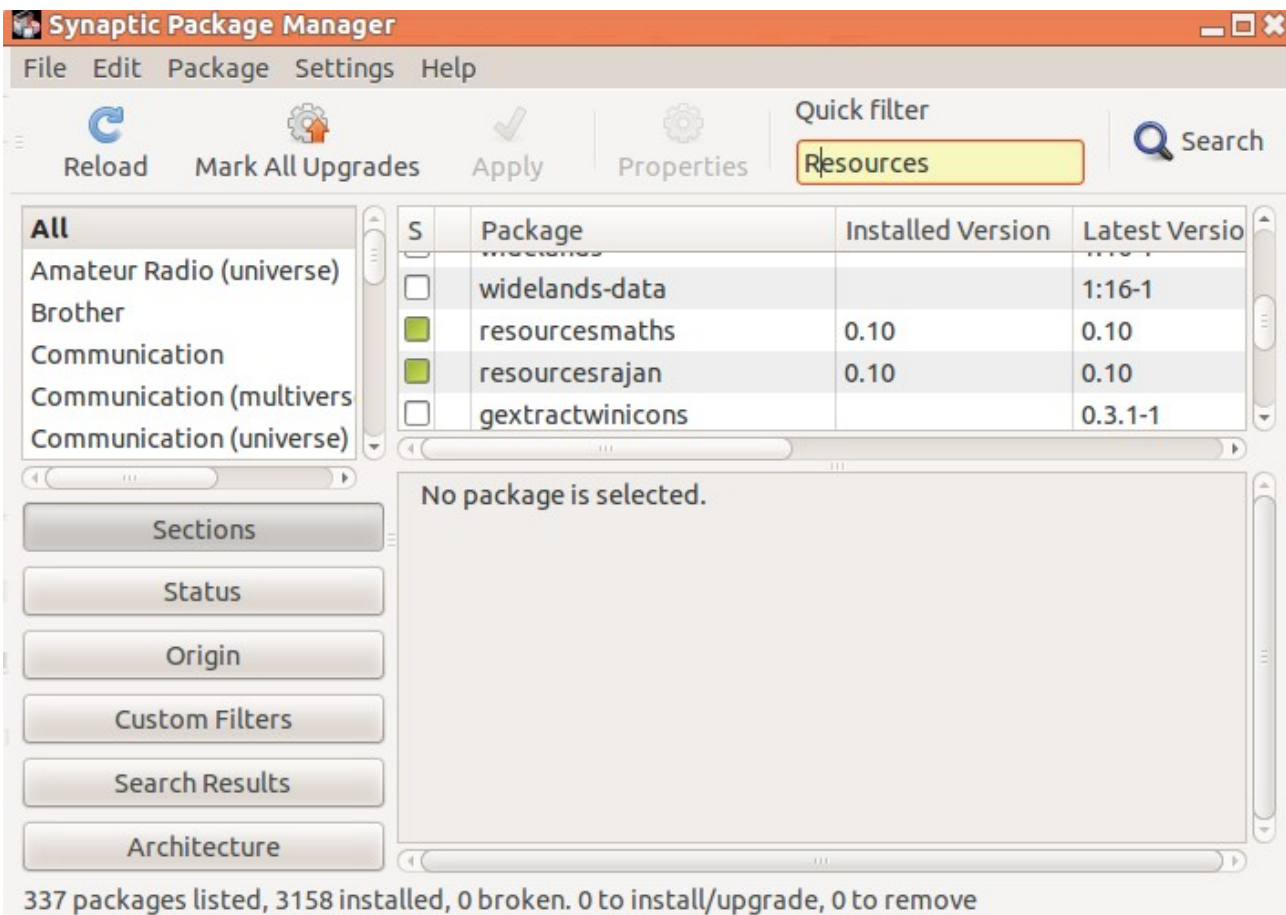 Synaptic Package Manager
File Edit Package Settings Help
Reload Mark All Upgrades Apply Properties Quick filter Search
Resources
All
Amateur Radio (universe)
Brother
Communication
Communication (multivers
Communication (universe)
S Package Installed Version Latest Versio
widelands-data 1:16-1
resourcesmaths 0.10 0.10
resourcesrajan 0.10 0.10
gextractwinicons 0.3.1-1
Sections
Status
Origin
Custom Filters
Search Results
Architecture
No package is selected.
337 packages listed, 3158 installed, 0 broken. 0 to install/upgrade, 0 to remove